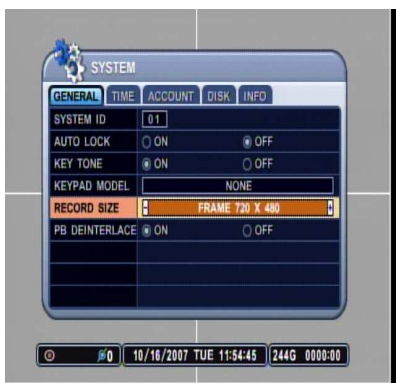 SYSTEM
GENERAL TIME ACCOUNT DISK INFO
SYSTEM ID 01
AUTO LOCK ON OFF
KEY TONE ON OFF
KEYPAD MODEL NONE
RECORD SIZE - FRAME 720 X 480 +
PB DEINTERLACE ON OFF
0 10/16/2007 TUE 11:54:45 244G 0000:00